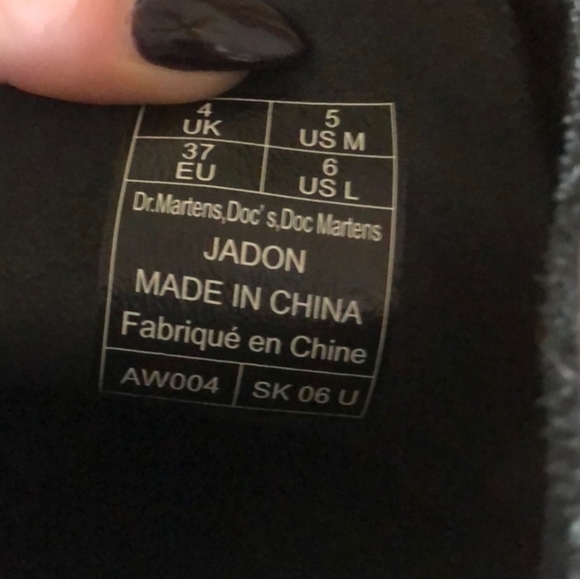 4 UK
5 US M
37 EU
6 US L
Dr.Martens,Doc's,Doc Martens
JADON
MADE IN CHINA
Fabriqué en Chine
AW004
SK 06 U